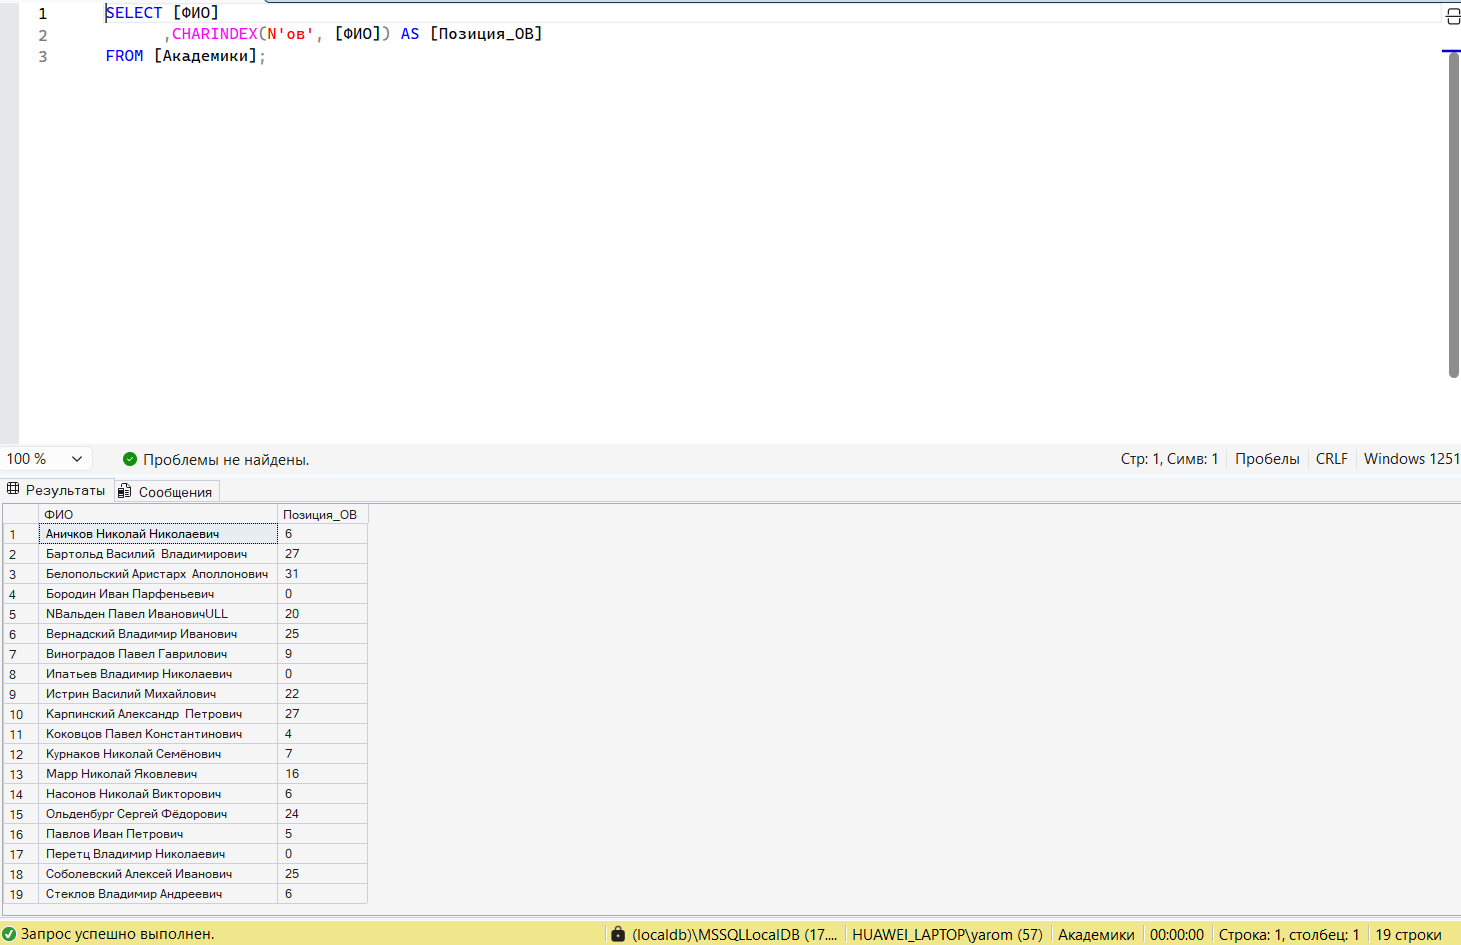 1 SELECT [ФИО]
2 ,CHARINDEX(N'ов', [ФИО]) AS [Позиция_ОВ]
3 FROM [Академики];
100 % Проблемы не найдены. Стр: 1, Симв: 1 Пробелы CRLF Windows 1251
Результаты Сообщения
ФИО Позиция_ОВ
1 Аничков Николай Николаевич 6
2 Бартольд Василий  Владимирович 27
3 Белопольский Аристарх  Аполлонович 31
4 Бородин Иван Парфеньевич 0
5 NВальден Павел ИвановичULL 20
6 Вернадский Владимир Иванович 25
7 Виноградов Павел Гаврилович 9
8 Ипатьев Владимир Николаевич 0
9 Истрин Василий Михайлович 22
10 Карпинский Александр  Петрович 27
11 Коковцов Павел Константинович 4
12 Курнаков Николай Семёнович 7
13 Марр Николай Яковлевич 16
14 Насонов Николай Викторович 6
15 Ольденбург Сергей Фёдорович 24
16 Павлов Иван Петрович 5
17 Перетц Владимир Николаевич 0
18 Соболевский Алексей Иванович 25
19 Стеклов Владимир Андреевич 6
Запрос успешно выполнен. (localdb)\MSSQLLocalDB (17.... HUAWEI_LAPTOP\yarom (57) Академики 00:00:00 Строка: 1, столбец: 1 19 строки